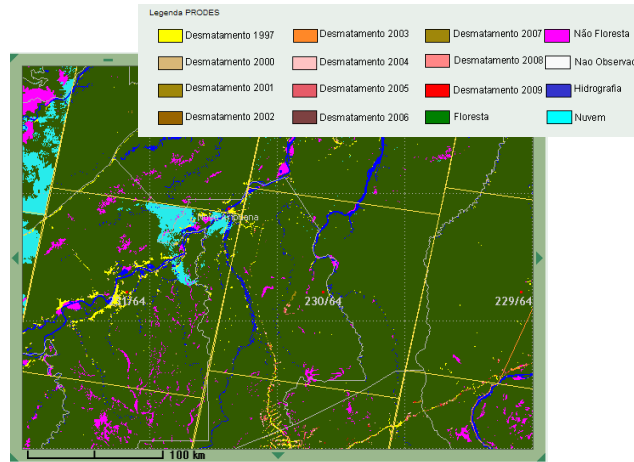 Legenda PRODES
Desmatamento 1997
Desmatamento 2003
Desmatamento 2007
Não Floresta
Desmatamento 2000
Desmatamento 2004
Desmatamento 2008
Nao Observad
Desmatamento 2001
Desmatamento 2005
Desmatamento 2009
Hidrografia
Desmatamento 2002
Desmatamento 2006
Floresta
Nuvem
230/64
229/64
100 km